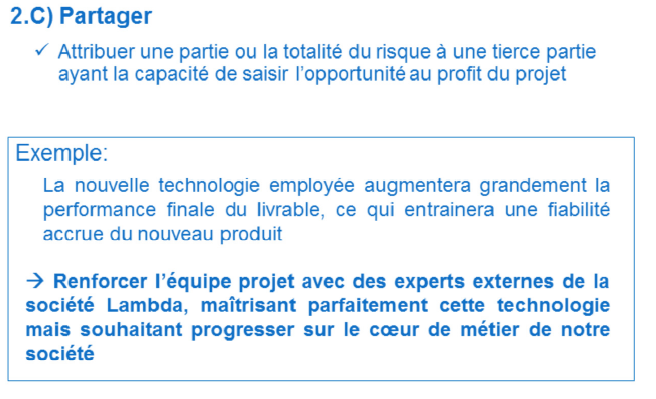 2.C) Partager
✓ Attribuer une partie ou la totalité du risque à une tierce partie
ayant la capacité de saisir l'opportunité au profit du projet
Exemple:
La nouvelle technologie employée augmentera grandement la
performance finale du livrable, ce qui entrainera une fiabilité
accrue du nouveau produit
→ Renforcer l'équipe projet avec des experts externes de la
société Lambda, maîtrisant parfaitement cette technologie
mais souhaitant progresser sur le cœur de métier de notre
société